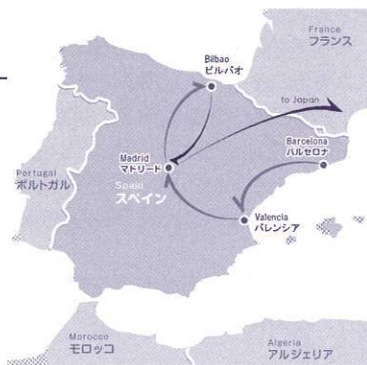 France
フランス
Bilbao
ビルバオ
to Japan
Barcelona
バルセロナ
Madrid
マドリード
Portugal
ポルトガル
Spain
スペイン
Valencia
バレンシア
Morocco
モロッコ
Algeria
アルジェリア